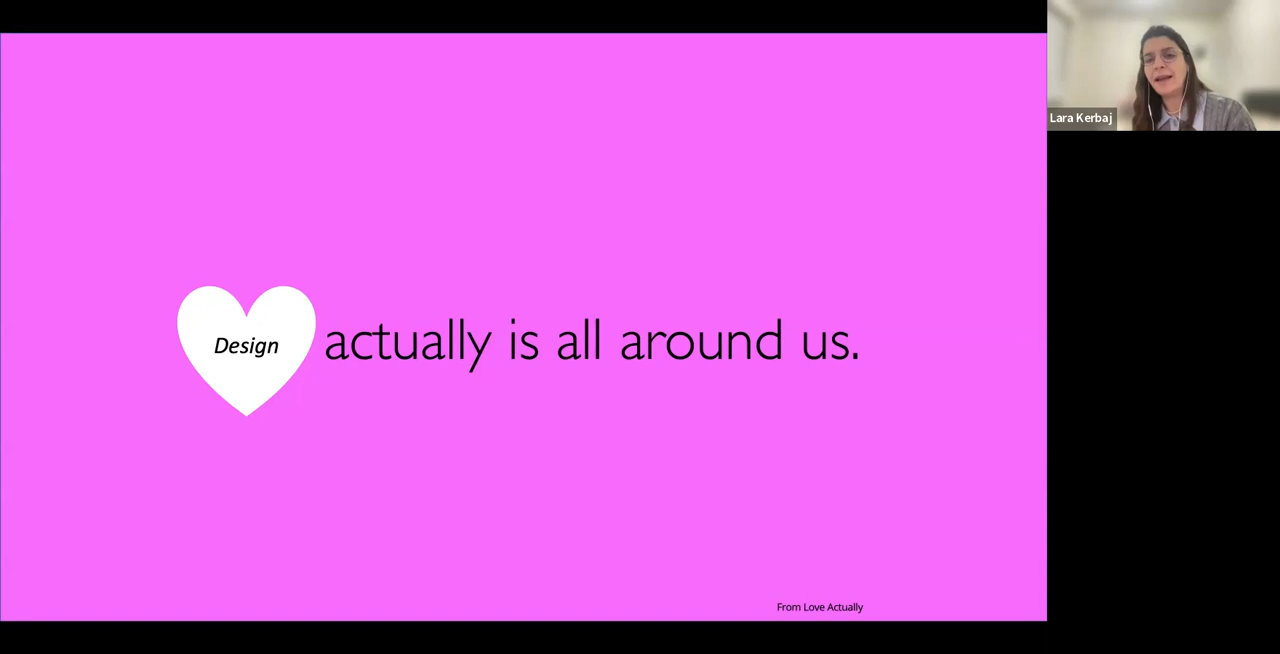 Design
actually is all around us.
From Love Actually
Lara Kerbaj